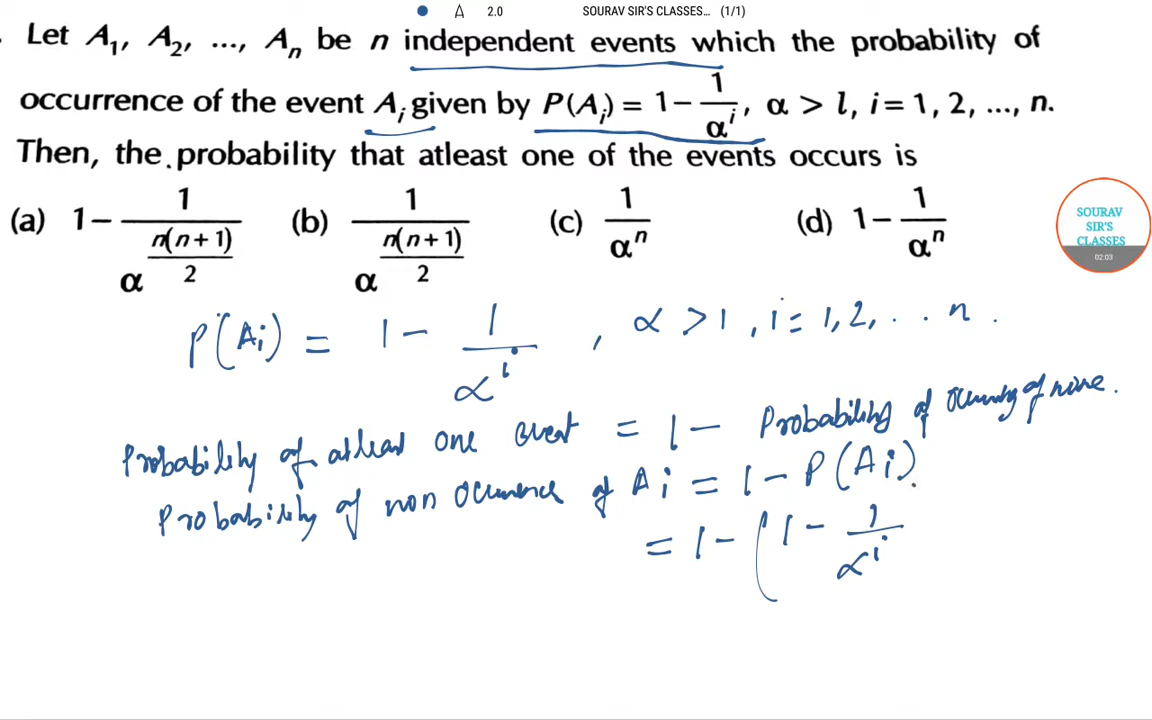 A 2.0 SOURAV SIR'S CLASSES... (1/1)
Let A₁, A₂, ..., Aₙ be n independent events which the probability of
occurrence of the event Aᵢ given by P(Aᵢ) = 1 - 1/αⁱ, α > l, i = 1, 2, ..., n.
Then, the probability that atleast one of the events occurs is
(a) 1 - 1/α^(n(n+1)/2) (b) 1/α^(n(n+1)/2) (c) 1/αⁿ (d) 1 - 1/αⁿ
SOURAV
SIR'S
CLASSES
02:03
P(Ai) = 1 - 1/αⁱ, α > 1, i = 1, 2, . . n .
Probability of atleast one event = 1 - Probability of of none.
Probability of non of Ai = 1 - P(Ai).
= 1 - (1 - 1/αⁱ